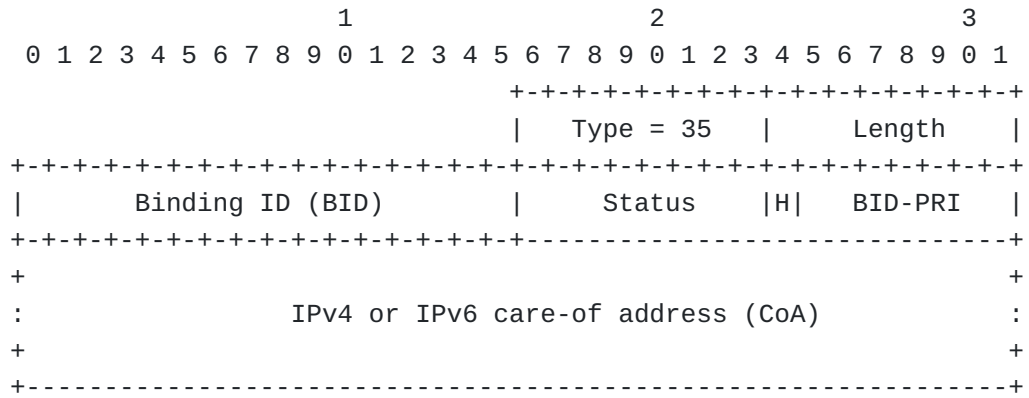 1                   2                   3
 0 1 2 3 4 5 6 7 8 9 0 1 2 3 4 5 6 7 8 9 0 1 2 3 4 5 6 7 8 9 0 1
                                +-+-+-+-+-+-+-+-+-+-+-+-+-+-+-+-+
                                |   Type = 35   |     Length    |
+-+-+-+-+-+-+-+-+-+-+-+-+-+-+-+-+-+-+-+-+-+-+-+-+-+-+-+-+-+-+-+-+
|       Binding ID (BID)        |     Status    |H|   BID-PRI   |
+-+-+-+-+-+-+-+-+-+-+-+-+-+-+-+-+-------------------------------+
+                                                               +
:                 IPv4 or IPv6 care-of address (CoA)            :
+                                                               +
+---------------------------------------------------------------+